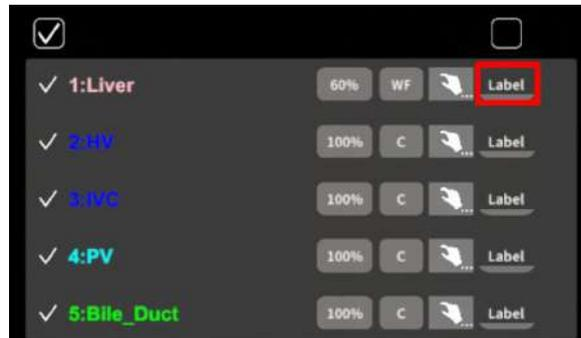 1:Liver 60% WF Label
2:HV 100% C Label
3:IVC 100% C Label
4:PV 100% C Label
5:Bile_Duct 100% C Label